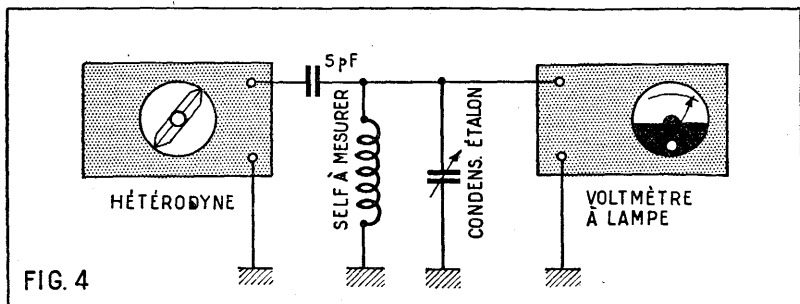 5pF
HÉTÉRODYNE
SELF À MESURER
CONDENS. ÉTALON
VOLTMÈTRE
À LAMPE
FIG. 4